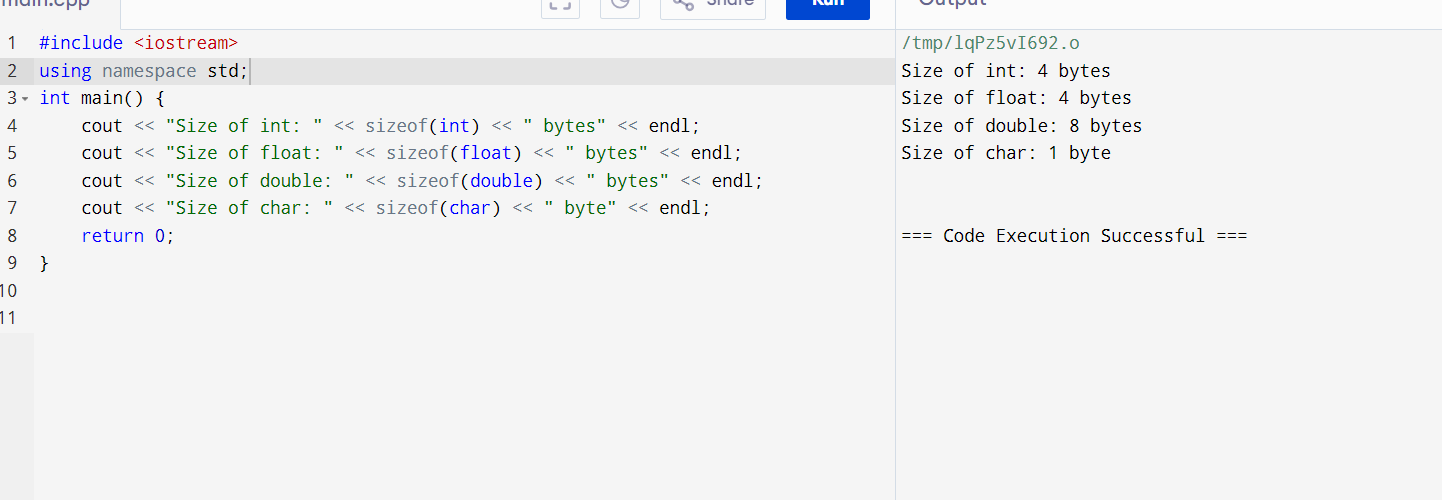 main.cpp
Share
Run
Output
1 #include <iostream>
2 using namespace std;
3 int main() {
4     cout << "Size of int: " << sizeof(int) << " bytes" << endl;
5     cout << "Size of float: " << sizeof(float) << " bytes" << endl;
6     cout << "Size of double: " << sizeof(double) << " bytes" << endl;
7     cout << "Size of char: " << sizeof(char) << " byte" << endl;
8     return 0;
9 }
10
11
/tmp/lqPz5vI692.o
Size of int: 4 bytes
Size of float: 4 bytes
Size of double: 8 bytes
Size of char: 1 byte
=== Code Execution Successful ===